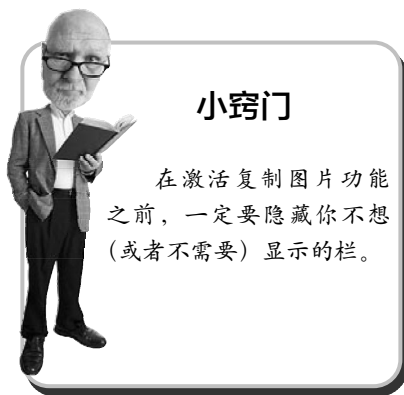 小窍门
在激活复制图片功能
之前，一定要隐藏你不想
（或者不需要）显示的栏。